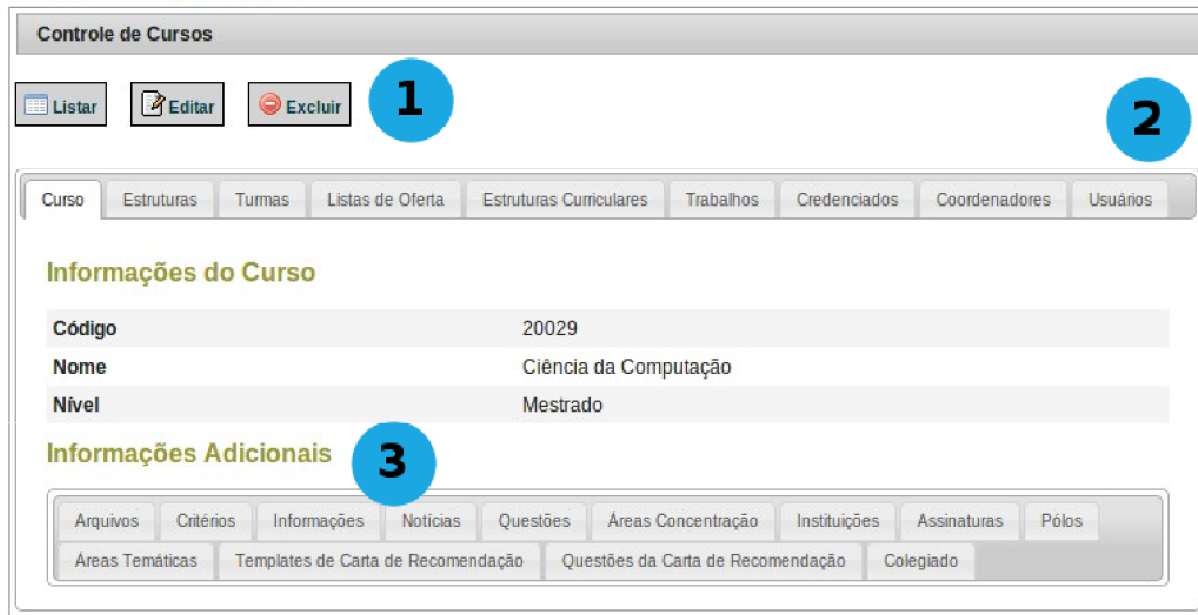 Controle de Cursos
Listar Editar Excluir 1
2
Curso Estruturas Turmas Listas de Oferta Estruturas Curriculares Trabalhos Credenciados Coordenadores Usuários
Informações do Curso
Código 20029
Nome Ciência da Computação
Nível Mestrado
Informações Adicionais 3
Arquivos Critérios Informações Notícias Questões Áreas Concentração Instituições Assinaturas Pólos
Áreas Temáticas Templates de Carta de Recomendação Questões da Carta de Recomendação Colegiado